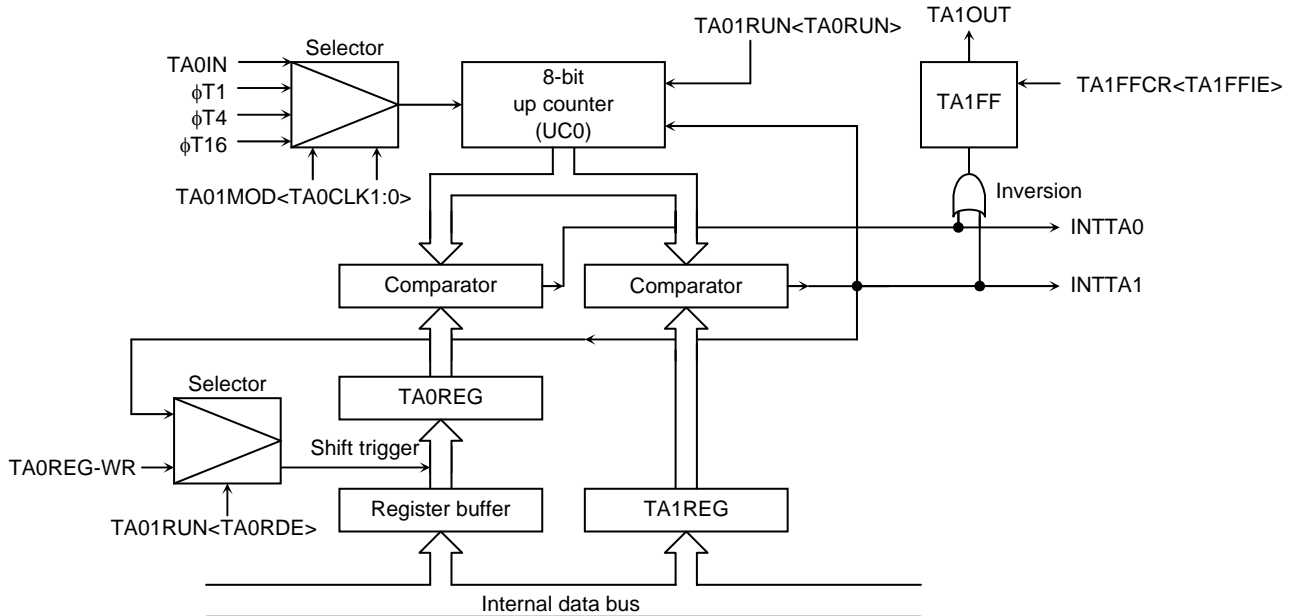 TA1OUT
TA01RUN<TA0RUN>
Selector
TA0IN
ϕT1
ϕT4
ϕT16
8-bit
up counter
(UC0)
TA1FF
TA1FFCR<TA1FFIE>
TA01MOD<TA0CLK1:0>
Inversion
INTTA0
Comparator
Comparator
INTTA1
Selector
TA0REG
Shift trigger
TA0REG-WR
Register buffer
TA1REG
TA01RUN<TA0RDE>
Internal data bus